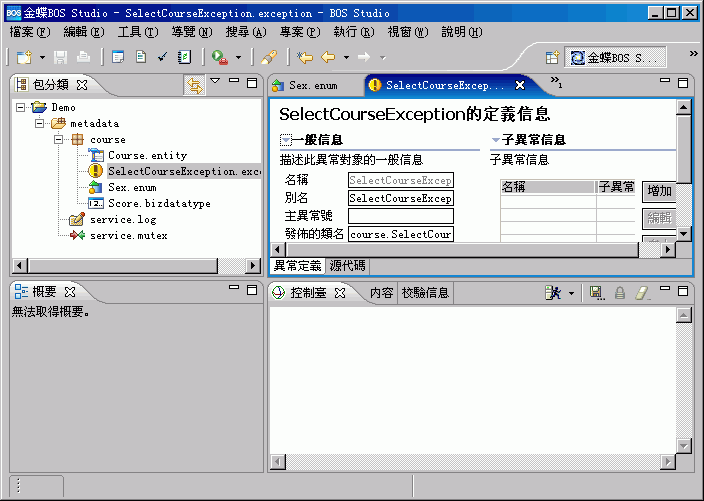 BOS 金蝶BOS Studio - SelectCourseException.exception - BOS Studio
檔案(F) 編輯(E) 工具(T) 導覽(N) 搜尋(A) 專案(P) 執行(R) 視窗(W) 說明(H)
金蝶BOS S...
包分類
Demo
metadata
course
Course.entity
SelectCourseException.exce
Sex.enum
Score.bizdatatype
service.log
service.mutex
Sex.enum
SelectCourseExcep...
1
SelectCourseException的定義信息
一般信息
描述此異常對象的一般信息
名稱 SelectCourseExcep
別名 SelectCourseExcep
主異常號
發佈的類名 course.SelectCour
子異常信息
子異常信息
名稱 子異常
增加
編輯
異常定義 源代碼
概要
無法取得概要。
控制臺 內容 校驗信息